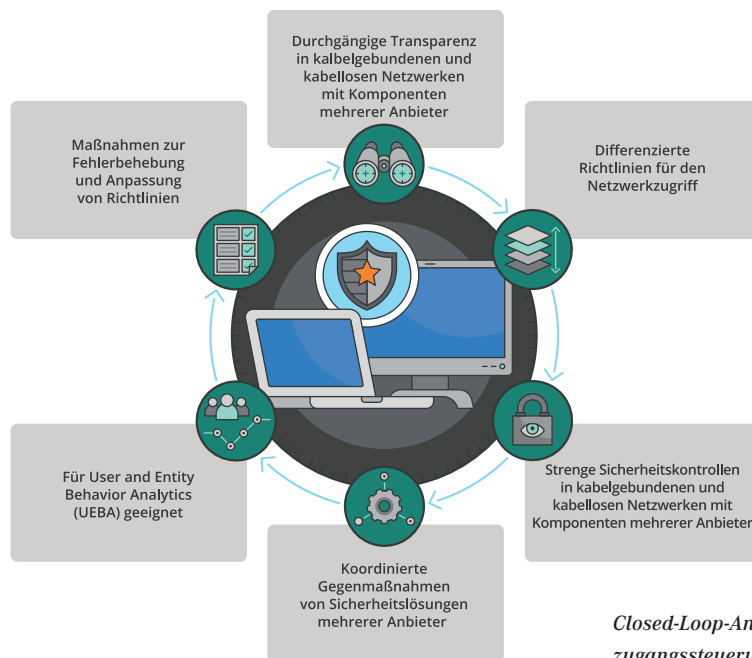 Durchgängige Transparenz
in kalbelgebundenen und
kabellosen Netzwerken
mit Komponenten
mehrerer Anbieter
Differenzierte
Richtlinien für den
Netzwerkzugriff
Strenge Sicherheitskontrollen
in kabelgebundenen und
kabellosen Netzwerken mit
Komponenten mehrerer Anbieter
Koordinierte
Gegenmaßnahmen
von Sicherheitslösungen
mehrerer Anbieter
Für User and Entity
Behavior Analytics
(UEBA) geeignet
Maßnahmen zur
Fehlerbehebung
und Anpassung
von Richtlinien